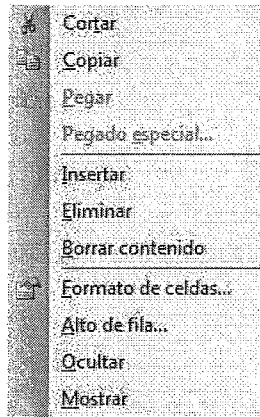 Cortar
Copiar
Pegar
Pegado especial...
Insertar
Eliminar
Borrar contenido
Formato de celdas...
Alto de fila...
Ocultar
Mostrar